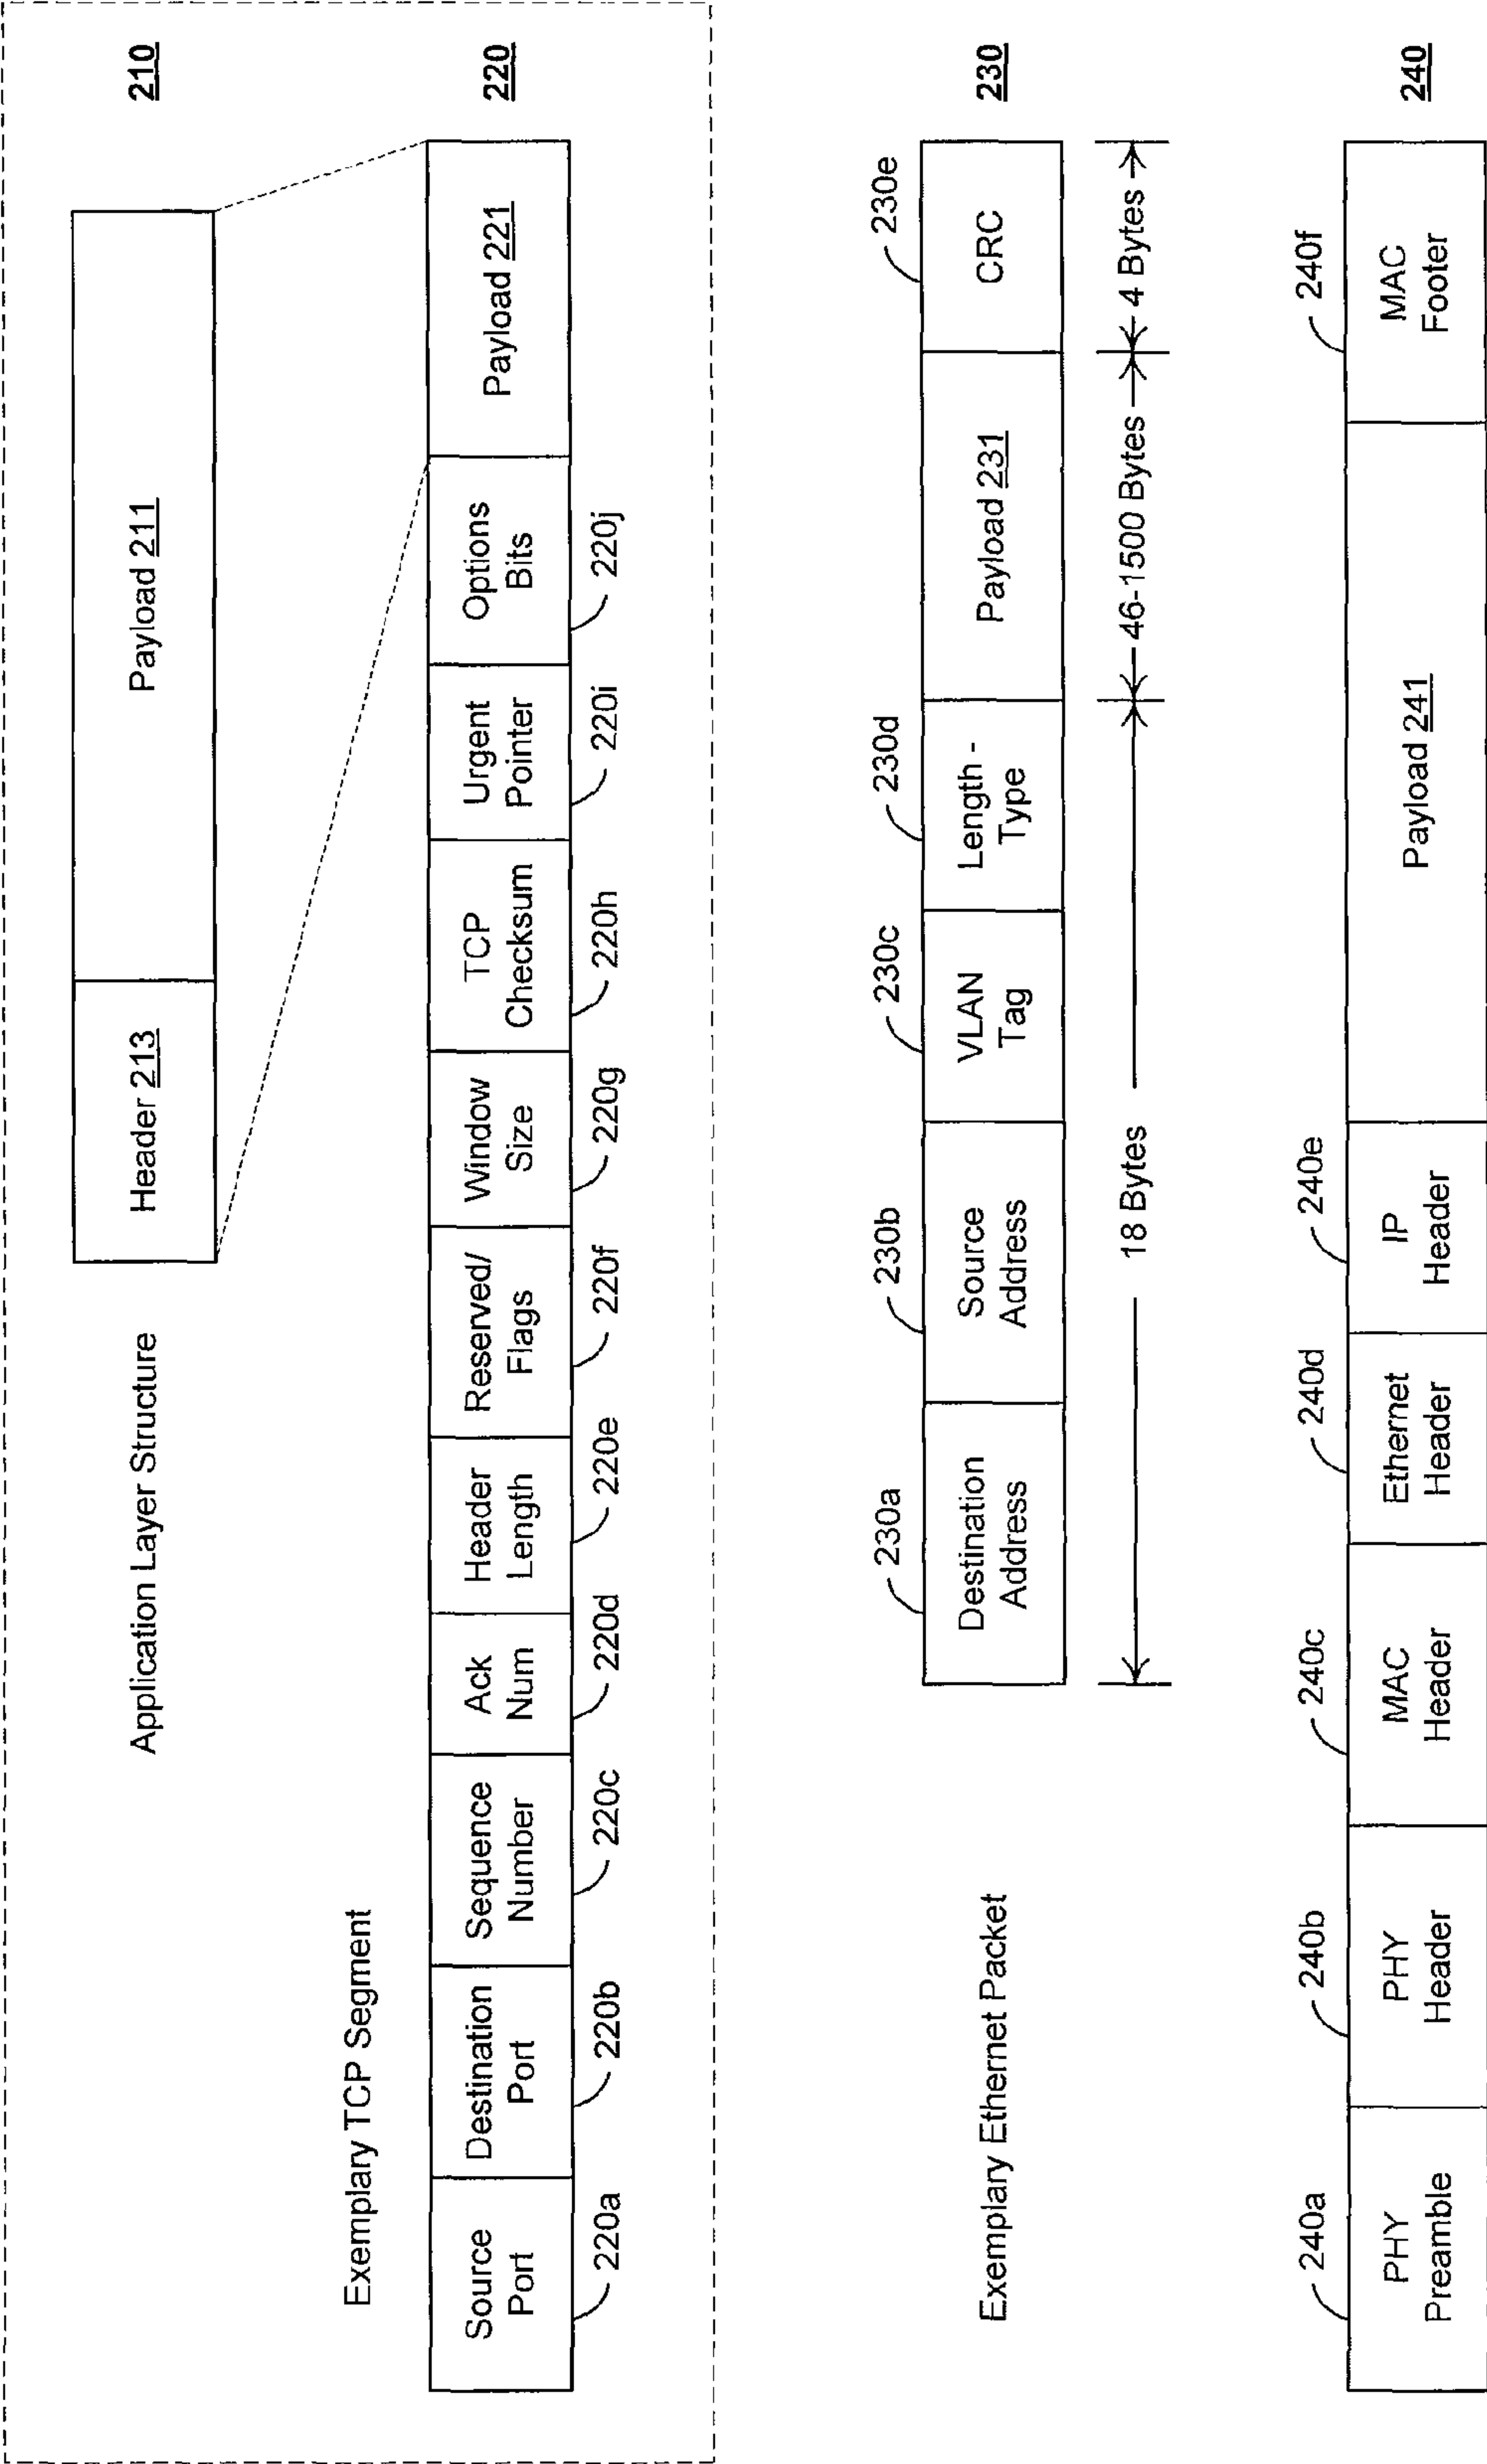 210
Application Layer Structure
Header 213
Payload 211
Exemplary TCP Segment
220
Source
Port
Destination
Port
Sequence
Number
Ack
Num
Header
Length
Reserved/
Flags
Window
Size
TCP
Checksum
Urgent
Pointer
Options
Bits
Payload 221
220a
220b
220c
220d
220e
220f
220g
220h
220i
220j
Exemplary Ethernet Packet
230
230a
230b
230c
230d
230e
Destination
Address
Source
Address
VLAN
Tag
Length -
Type
Payload 231
CRC
18 Bytes
46-1500 Bytes
4 Bytes
240
240a
240b
240c
240d
240e
240f
PHY
Preamble
PHY
Header
MAC
Header
Ethernet
Header
IP
Header
Payload 241
MAC
Footer